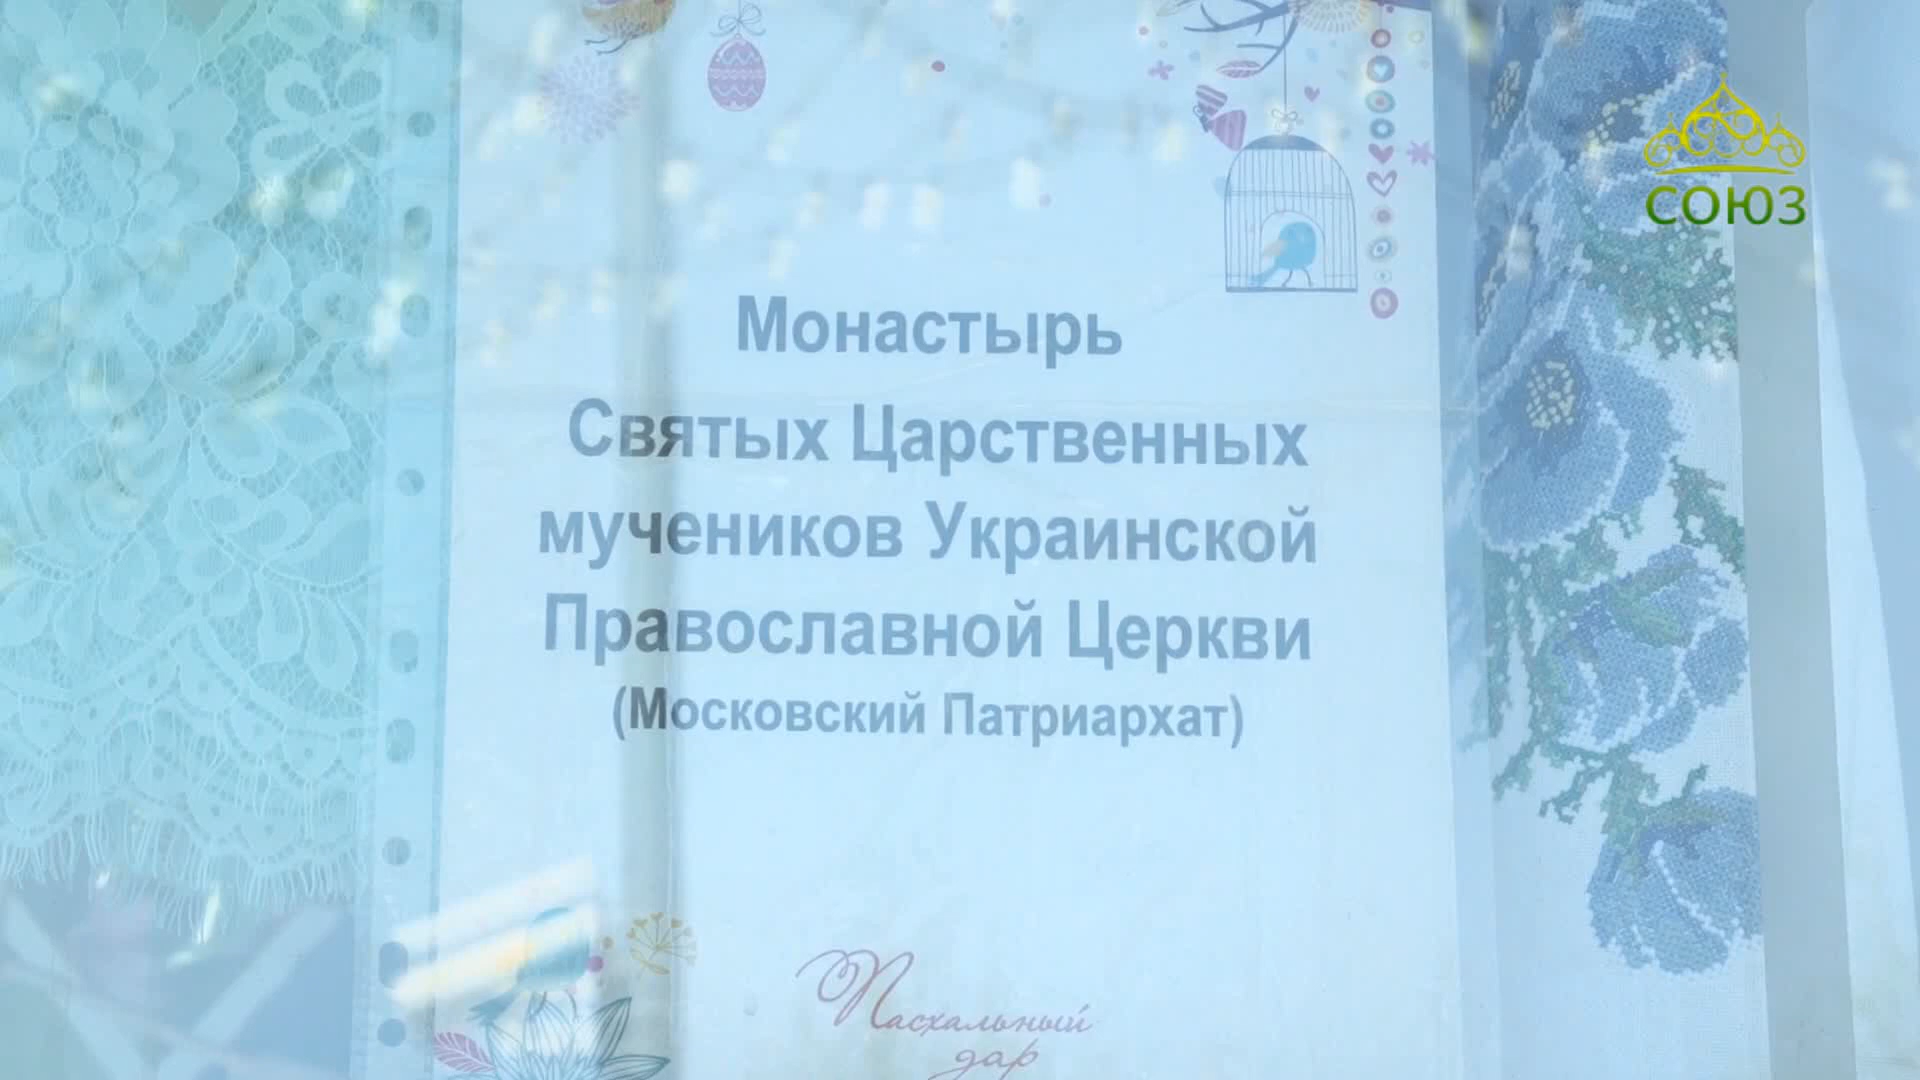 СОЮЗ
Монастырь
Святых Царственных
мучеников Украинской
Православной Церкви
(Московский Патриархат)
Пасхальный
дар